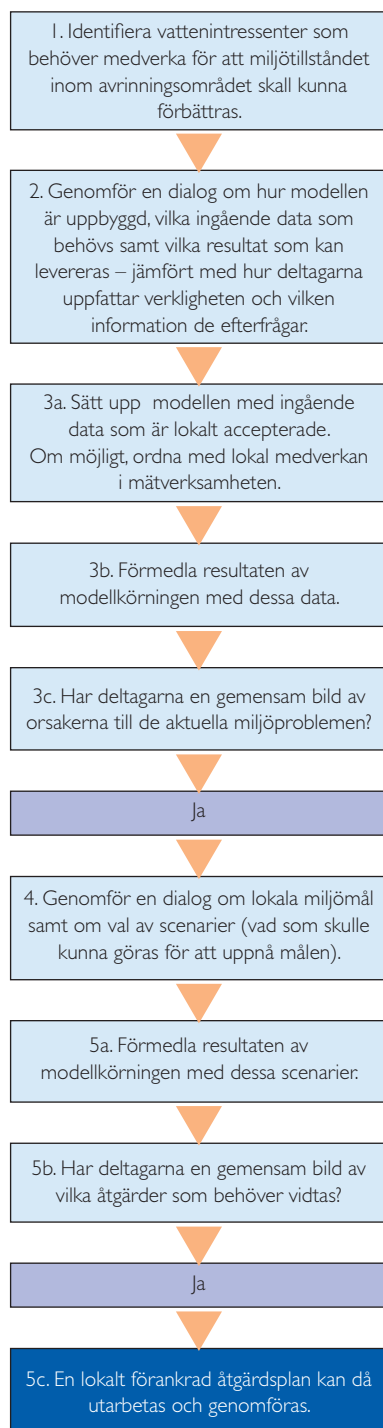 1. Identifiera vattenintressenter som
behöver medverka för att miljötillståndet
inom avrinningsområdet skall kunna
förbättras.
2. Genomför en dialog om hur modellen
är uppbyggd, vilka ingående data som
behövs samt vilka resultat som kan
levereras – jämfört med hur deltagarna
uppfattar verkligheten och vilken
information de efterfrågar.
3a. Sätt upp modellen med ingående
data som är lokalt accepterade.
Om möjligt, ordna med lokal medverkan
i mätverksamheten.
3b. Förmedla resultaten av
modellkörningen med dessa data.
3c. Har deltagarna en gemensam bild av
orsakerna till de aktuella miljöproblemen?
Ja
4. Genomför en dialog om lokala miljömål
samt om val av scenarier (vad som skulle
kunna göras för att uppnå målen).
5a. Förmedla resultaten av
modellkörningen med dessa scenarier.
5b. Har deltagarna en gemensam bild av
vilka åtgärder som behöver vidtas?
Ja
5c. En lokalt förankrad åtgärdsplan kan då
utarbetas och genomföras.